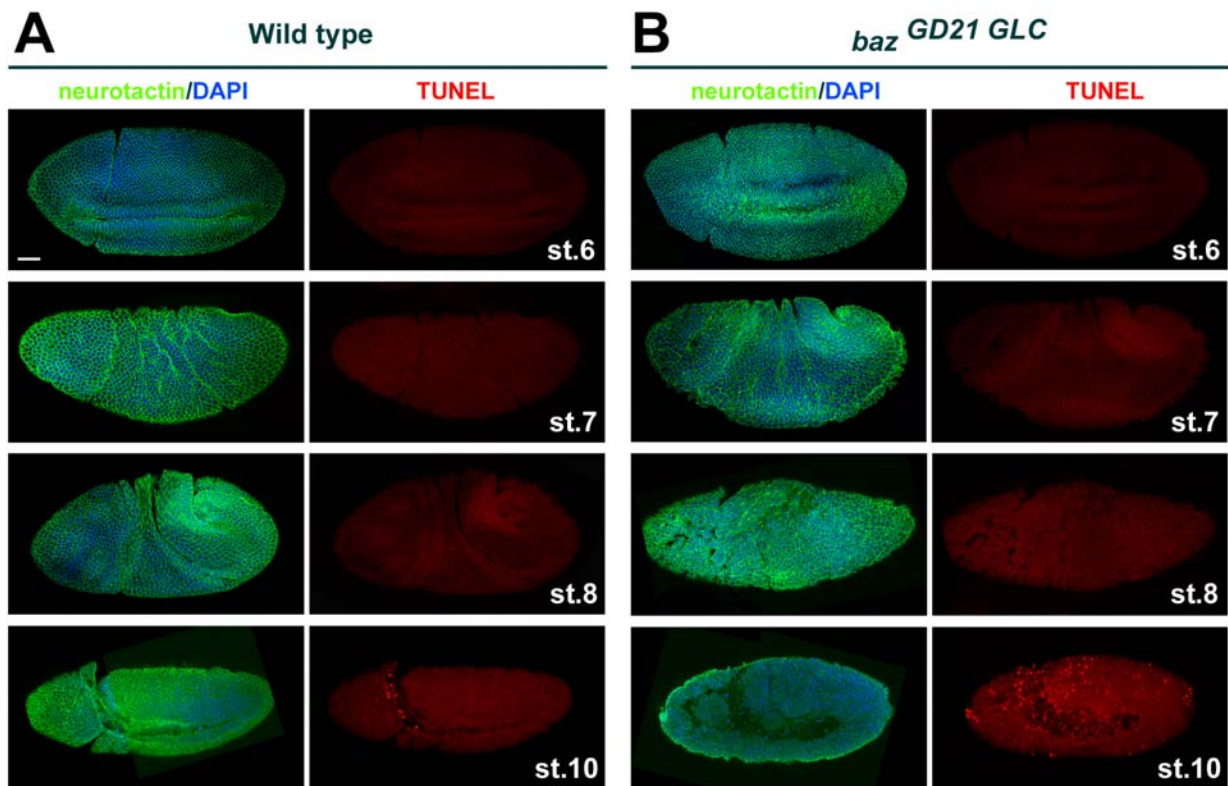 A Wild type B baz GD21 GLC
neurotactin/DAPI TUNEL neurotactin/DAPI TUNEL
st.6 st.6
st.7 st.7
st.8 st.8
st.10 st.10